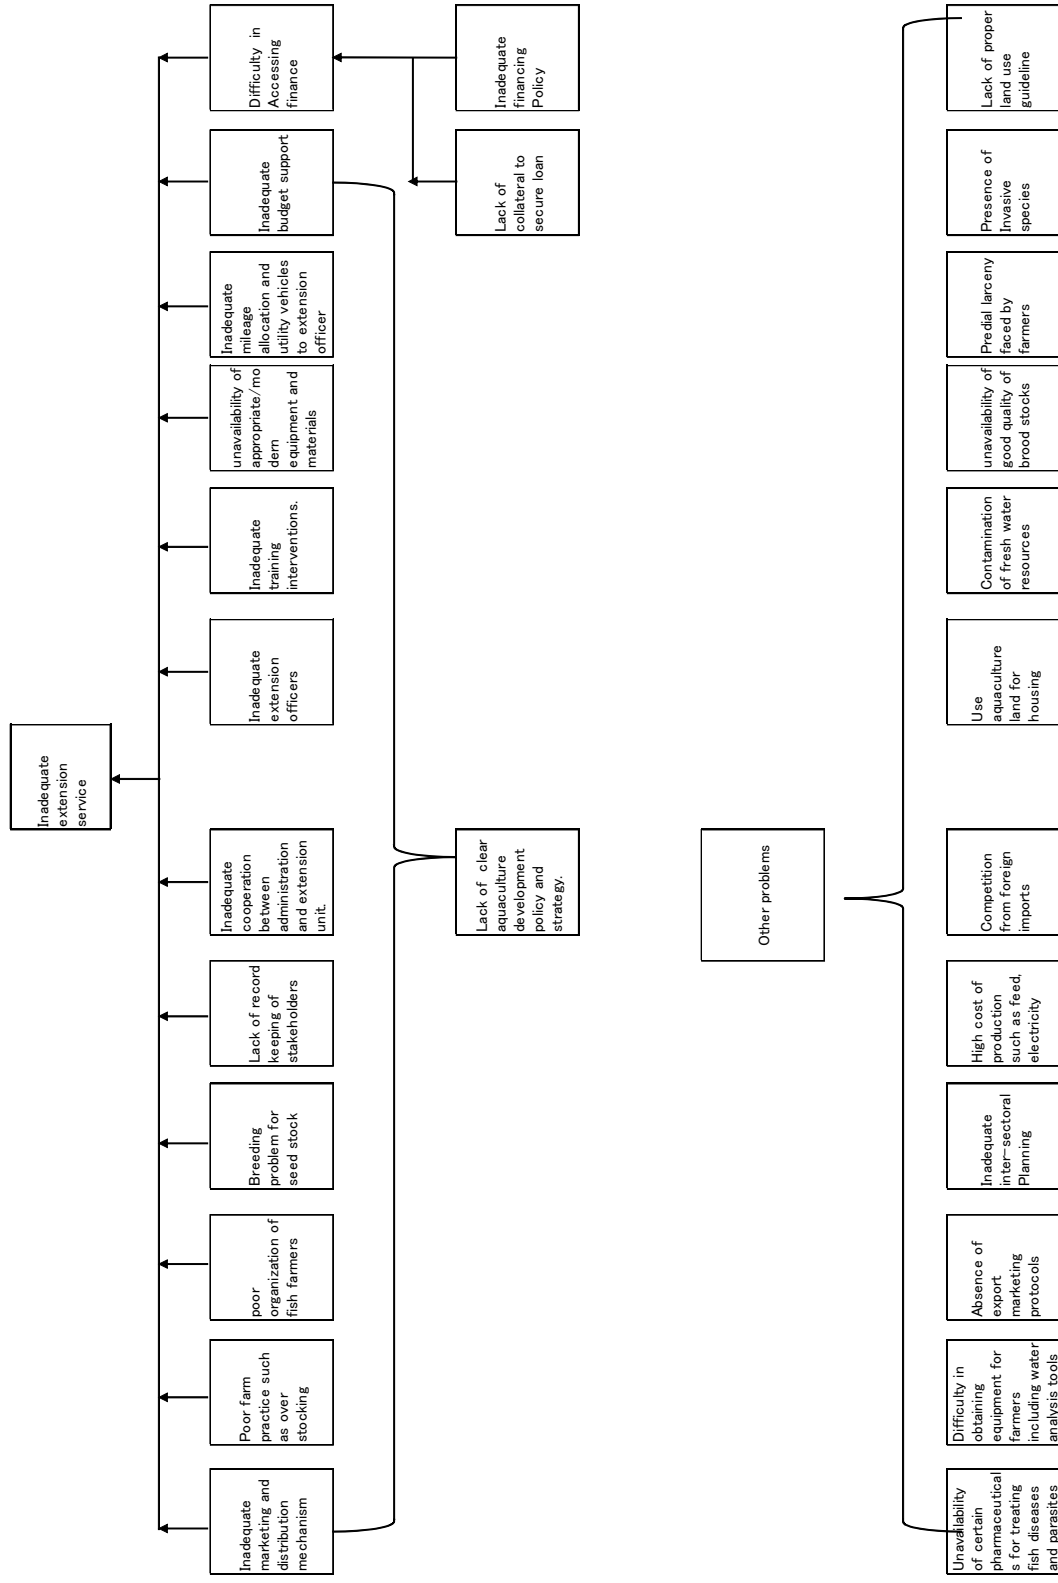 Inadequate
extension
service
Inadequate
marketing and
distribution
mechanism
Poor farm
practice such
as over
stocking
poor
organization of
fish farmers
Breeding
problem for
seed stock
Lack of record
keeping of
stakeholders
Inadequate
cooperation
between
administration
and extension
unit.
Inadequate
extension
officers
Inadequate
training
interventions.
unavailability of
appropriate/mo
dern
equipment and
materials
Inadequate
mileage
allocation and
utility vehicles
to extension
officer
Inadequate
budget support
Difficulty in
Accessing
finance
Lack of clear
aquaculture
development
policy and
strategy.
Lack of
collateral to
secure loan
Inadequate
financing
Policy
Other problems
Unavailability
of certain
pharmaceutical
s for treating
fish diseases
and parasites
Difficulty in
obtaining
equipment for
farmers
including water
analysis tools
Absence of
export
marketing
protocols
Inadequate
inter-sectoral
Planning
High cost of
production
such as feed,
electricity
Competition
from foreign
imports
Use
aquaculture
land for
housing
Contamination
of fresh water
resources
unavailability of
good quality of
brood stocks
Predial larceny
faced by
farmers
Presence of
Invasive
species
Lack of proper
land use
guideline